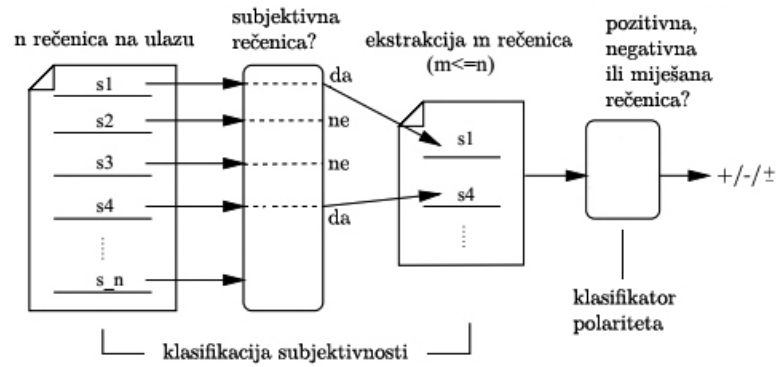 n rečenica na ulazu
s1
s2
s3
s4
s_n
subjektivna
rečenica?
da
ne
ne
da
ekstrakcija m rečenica
(m<=n)
s1
s4
pozitivna,
negativna
ili miješana
rečenica?
+/-/±
klasifikator
polariteta
klasifikacija subjektivnosti